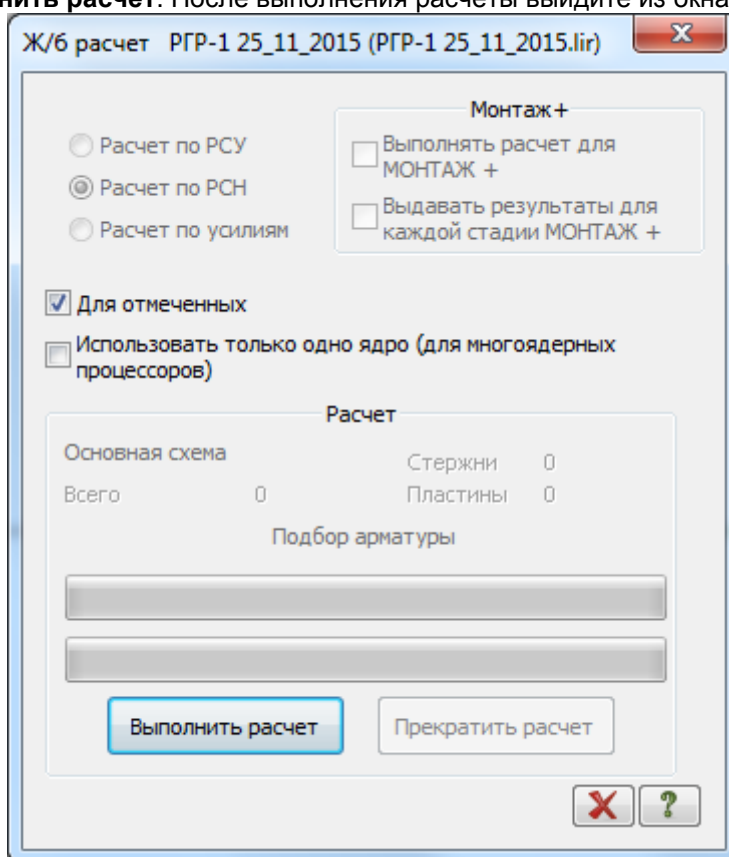 нить расчет. После выполнения расчеты выйдите из окна
Ж/б расчет РГР-1 25_11_2015 (РГР-1 25_11_2015.lir)
Монтаж+
Расчет по РСУ
Расчет по РСН
Расчет по усилиям
Выполнять расчет для
МОНТАЖ +
Выдавать результаты для
каждой стадии МОНТАЖ +
Для отмеченных
Использовать только одно ядро (для многоядерных
процессоров)
Расчет
Основная схема
Стержни 0
Всего 0 Пластины 0
Подбор арматуры
Выполнить расчет Прекратить расчет
?